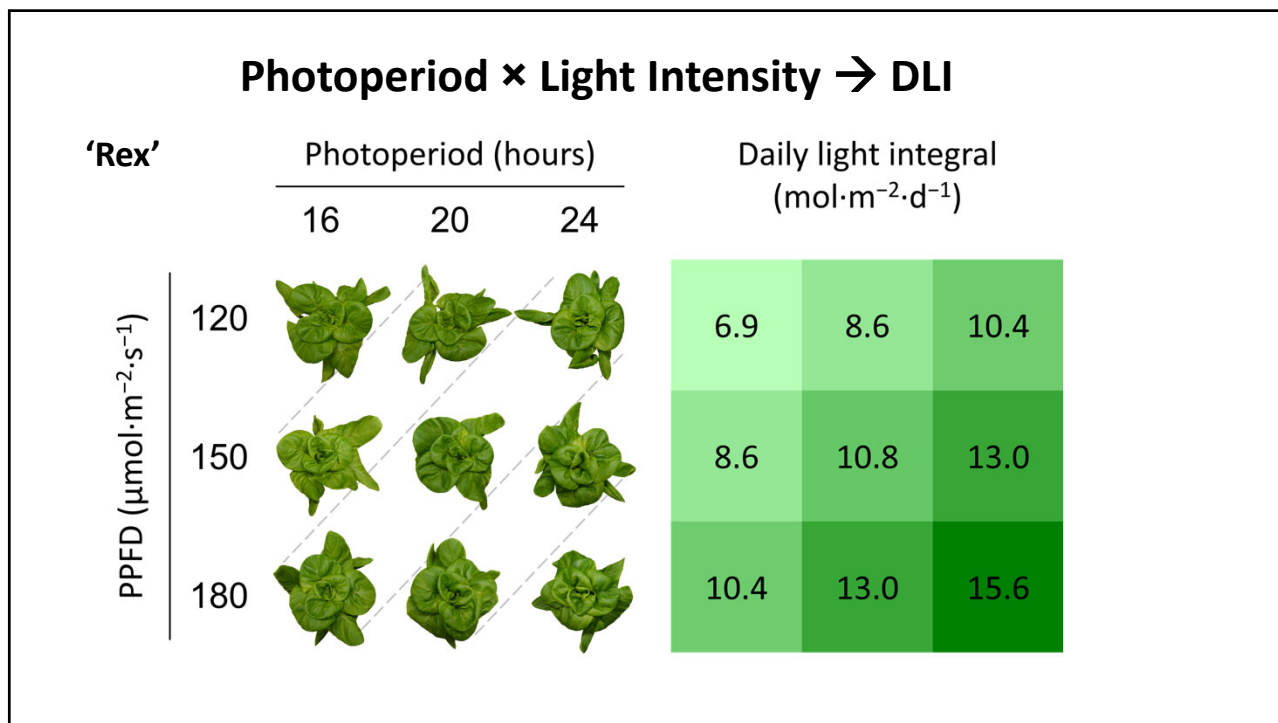 Photoperiod × Light Intensity → DLI
‘Rex’
Photoperiod (hours)
16 20 24
PPFD (µmol·m⁻²·s⁻¹)
120
150
180
Daily light integral
(mol·m⁻²·d⁻¹)
6.9 8.6 10.4
8.6 10.8 13.0
10.4 13.0 15.6